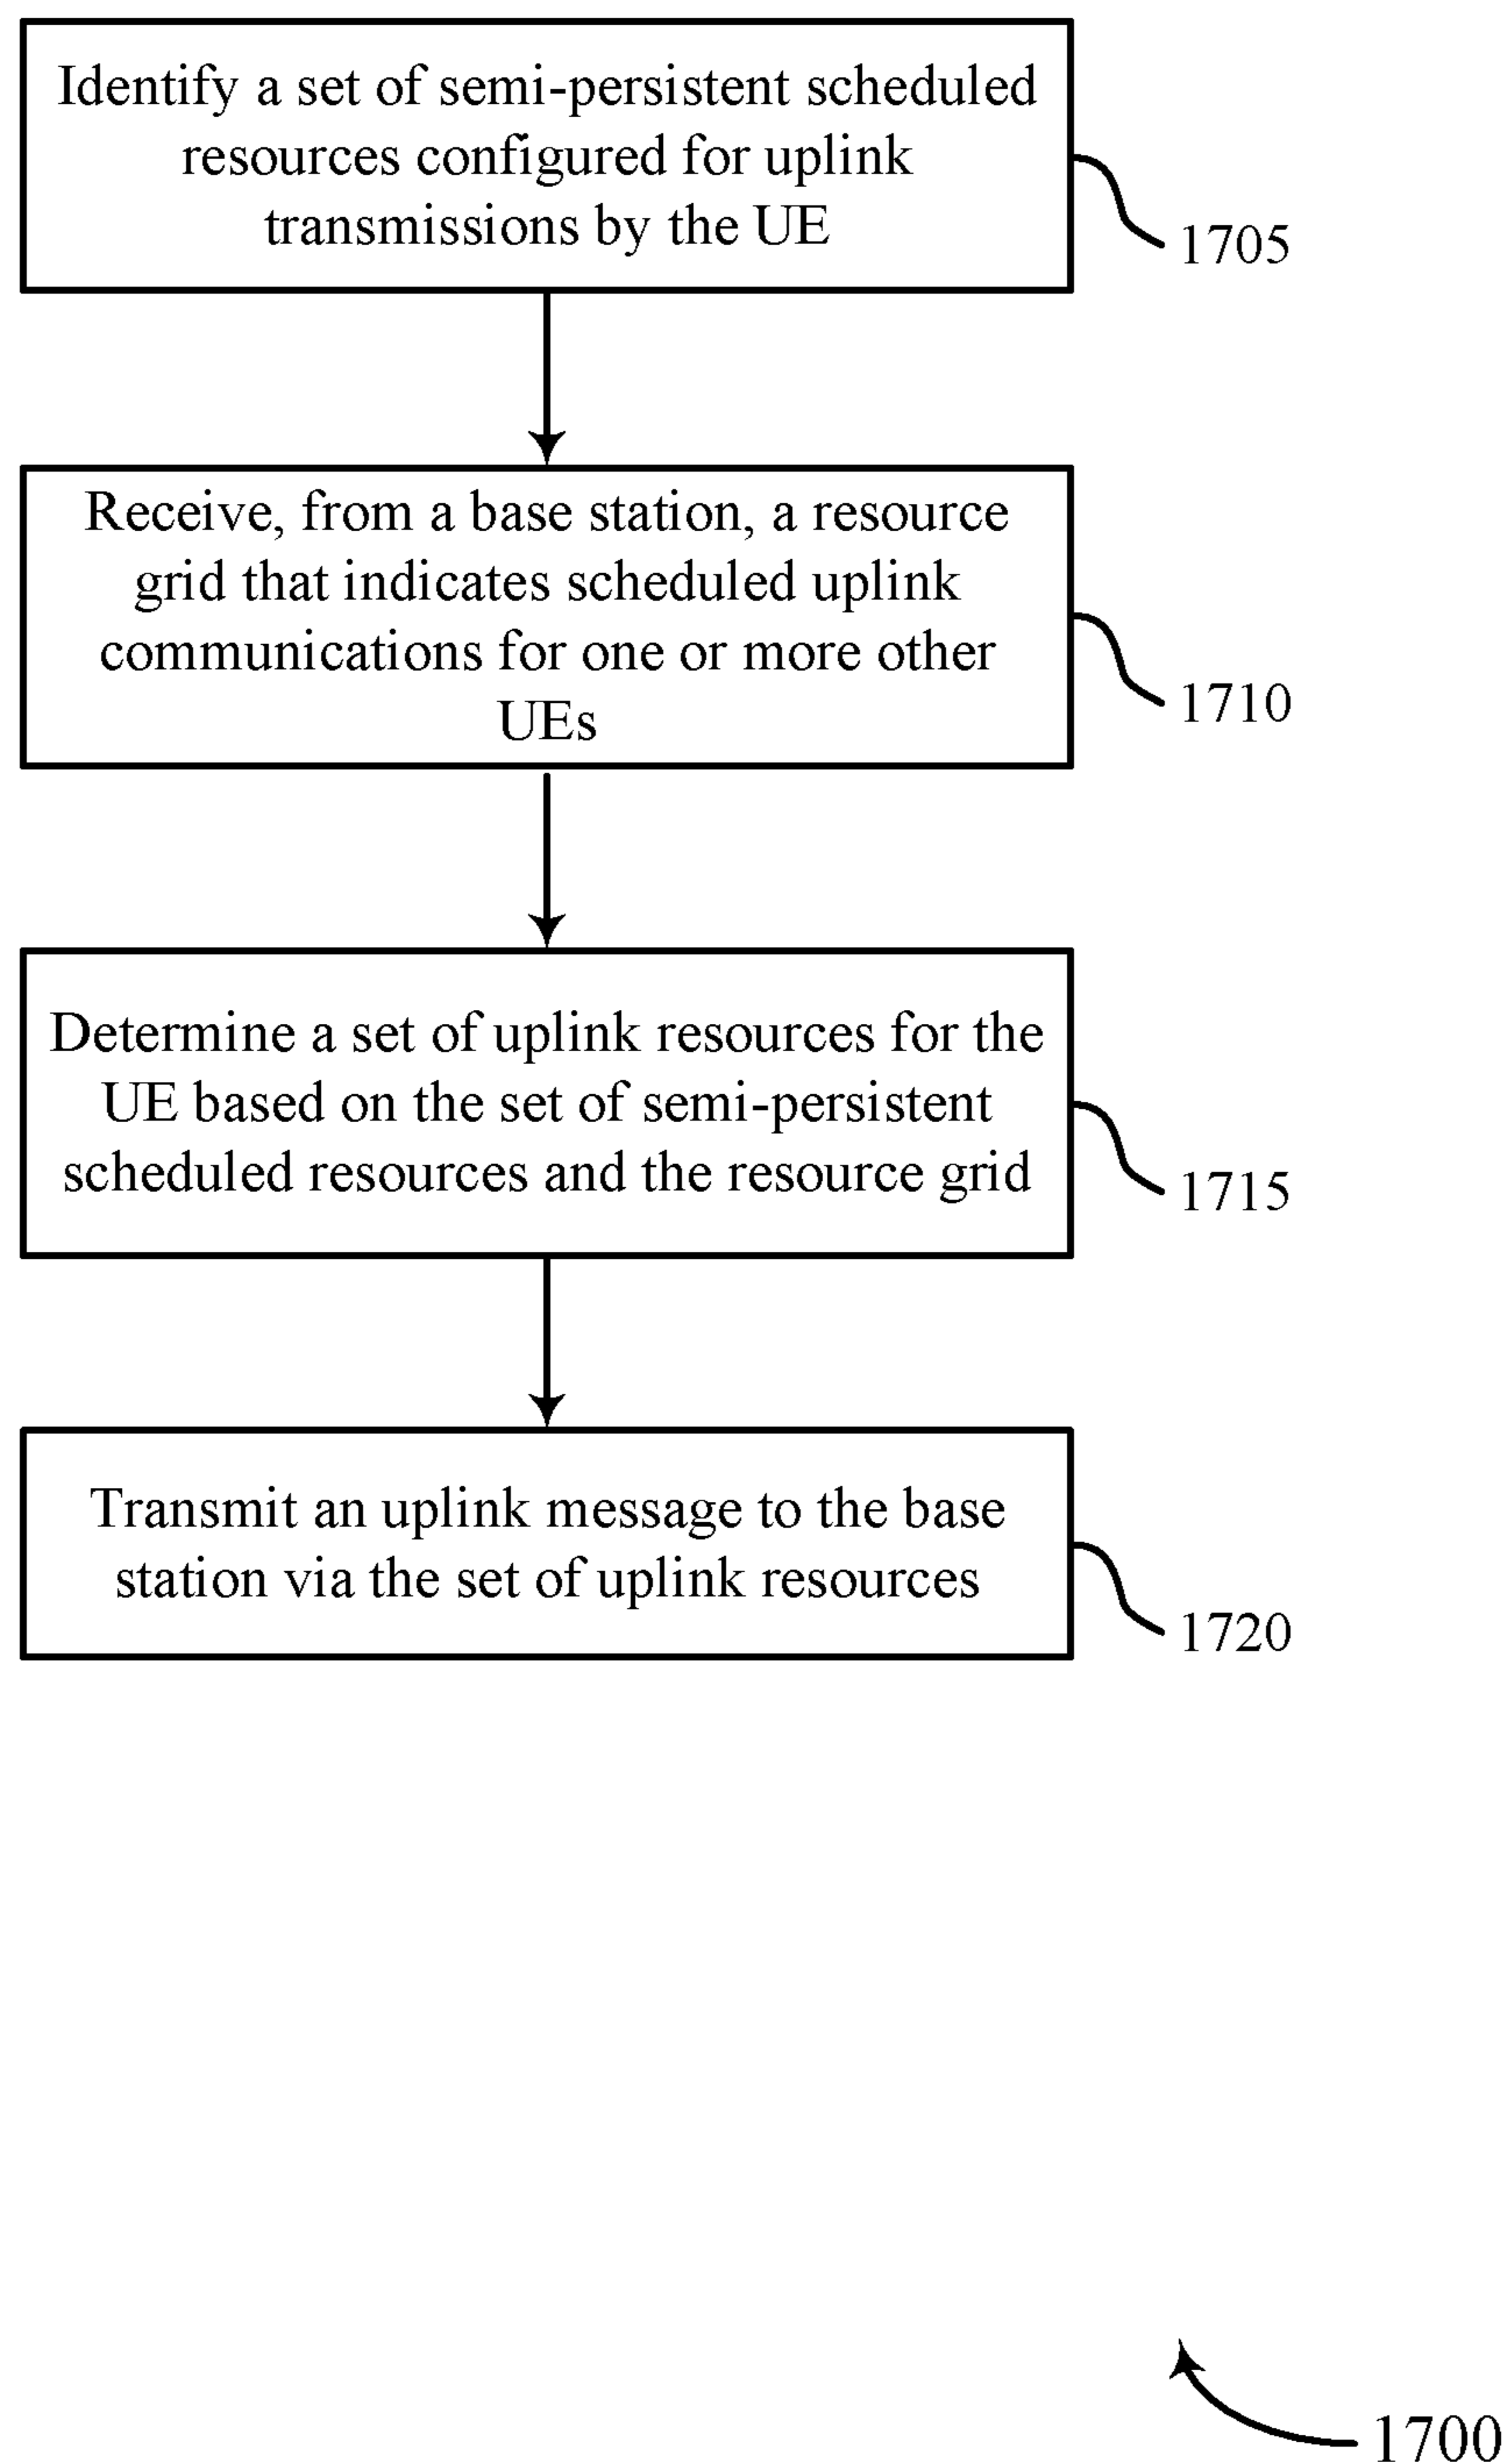 Identify a set of semi-persistent scheduled
resources configured for uplink
transmissions by the UE
1705
Receive, from a base station, a resource
grid that indicates scheduled uplink
communications for one or more other
UEs
1710
Determine a set of uplink resources for the
UE based on the set of semi-persistent
scheduled resources and the resource grid
1715
Transmit an uplink message to the base
station via the set of uplink resources
1720
1700